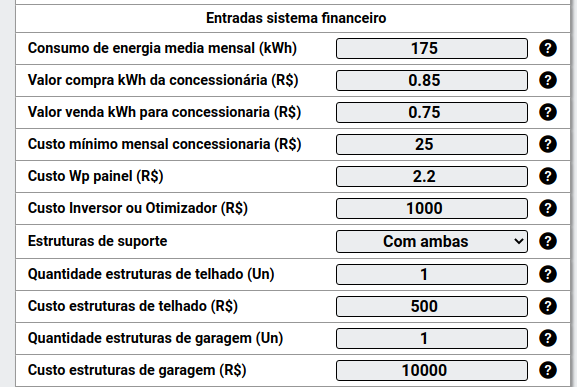 Entradas sistema financeiro
Consumo de energia media mensal (kWh) 175 ?
Valor compra kWh da concessionária (R$) 0.85 ?
Valor venda kWh para concessionaria (R$) 0.75 ?
Custo mínimo mensal concessionaria (R$) 25 ?
Custo Wp painel (R$) 2.2 ?
Custo Inversor ou Otimizador (R$) 1000 ?
Estruturas de suporte Com ambas ?
Quantidade estruturas de telhado (Un) 1 ?
Custo estruturas de telhado (R$) 500 ?
Quantidade estruturas de garagem (Un) 1 ?
Custo estruturas de garagem (R$) 10000 ?